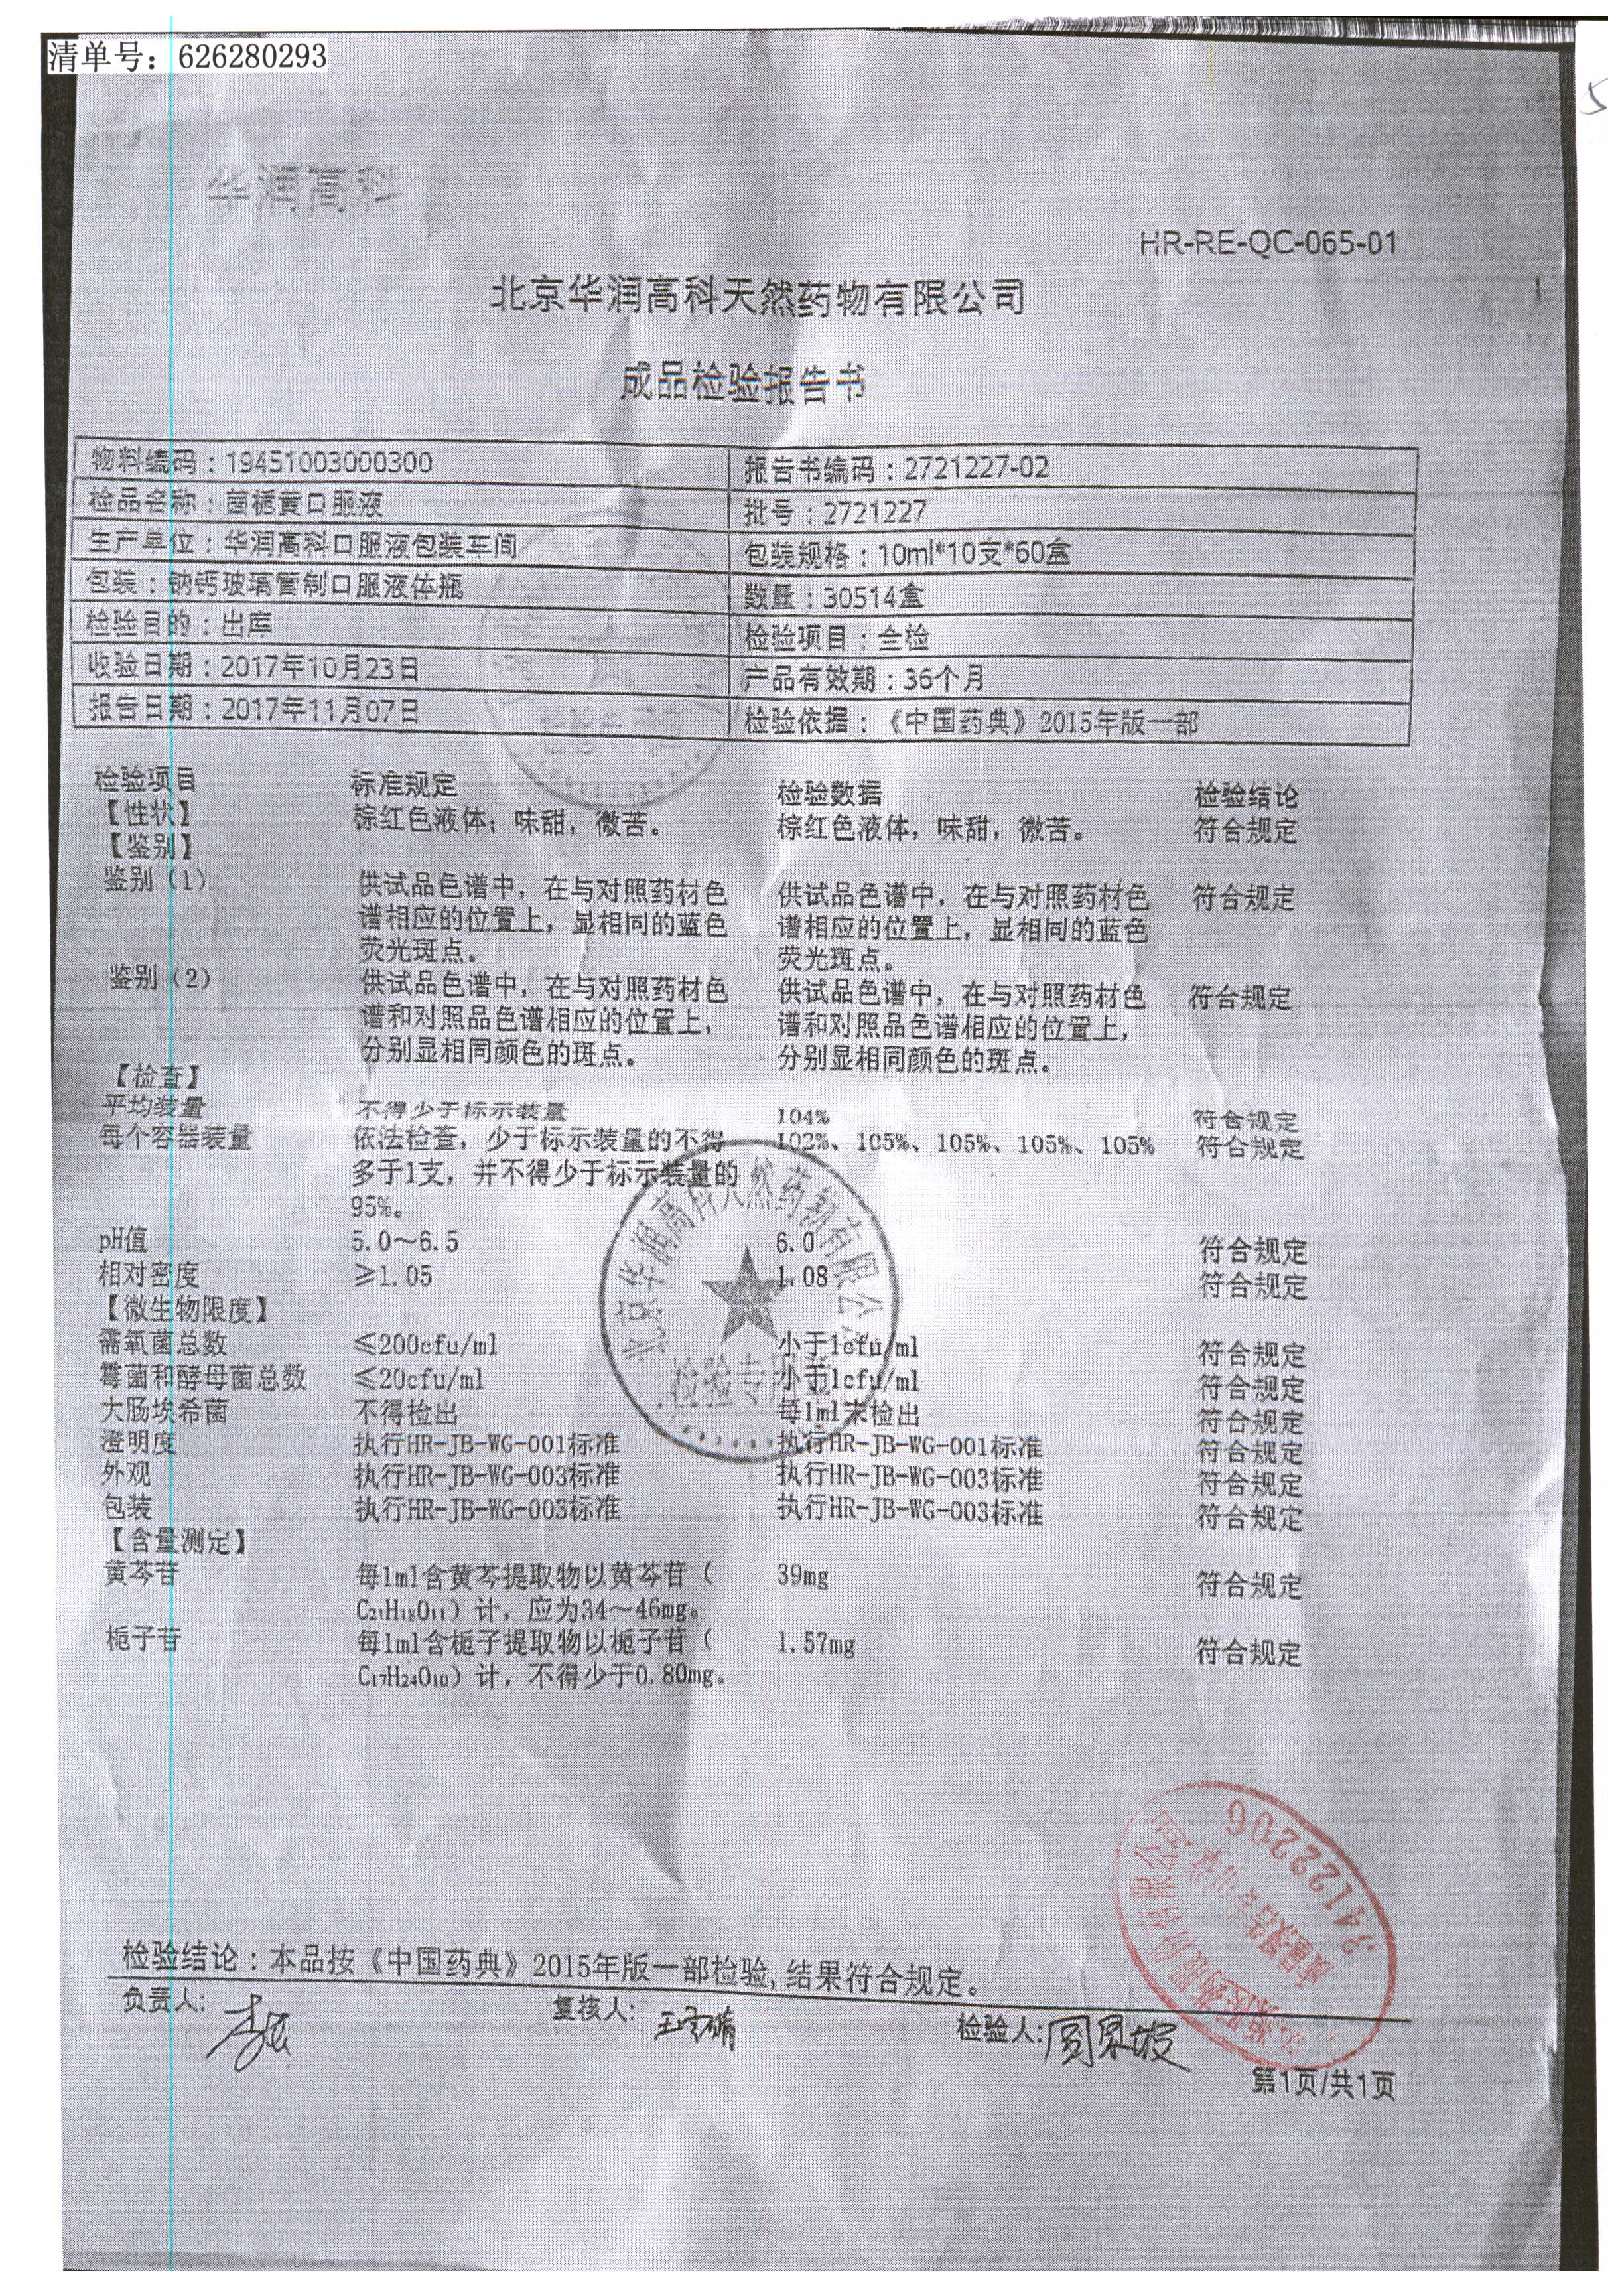 清单号：626280293
5
华润高科
HR-RE-QC-065-01
北京华润高科天然药物有限公司
成品检验报告书
物料编码：19451003000300 报告书编码：2721227-02
检品名称：茵栀黄口服液 批号：2721227
生产单位：华润高科口服液包装车间 包装规格：10ml*10支*60盒
包装：钠钙玻璃管制口服液体瓶 数量：30514盒
检验目的：出库 检验项目：全检
收验日期：2017年10月23日 产品有效期：36个月
报告日期：2017年11月07日 检验依据：《中国药典》2015年版一部
检验项目 标准规定 检验数据 检验结论
【性状】 棕红色液体；味甜，微苦。 棕红色液体，味甜，微苦。 符合规定
【鉴别】
鉴别（1） 供试品色谱中，在与对照药材色 供试品色谱中，在与对照药材色 符合规定
谱相应的位置上，显相同的蓝色 谱相应的位置上，显相同的蓝色
荧光斑点。 荧光斑点。
鉴别（2） 供试品色谱中，在与对照药材色 供试品色谱中，在与对照药材色 符合规定
谱和对照品色谱相应的位置上， 谱和对照品色谱相应的位置上，
分别显相同颜色的斑点。 分别显相同颜色的斑点。
【检查】
平均装量 不得少于标示装量 104% 符合规定
每个容器装量 依法检查，少于标示装量的不得 102%、105%、105%、105%、105% 符合规定
多于1支，并不得少于标示装量的
95%。
pH值 5.0～6.5 6.0 符合规定
相对密度 ≥1.05 1.08 符合规定
【微生物限度】
需氧菌总数 ≤200cfu/ml 小于1cfu/ml 符合规定
霉菌和酵母菌总数 ≤20cfu/ml 小于1cfu/ml 符合规定
大肠埃希菌 不得检出 每1ml未检出 符合规定
澄明度 执行HR-JB-WG-001标准 执行HR-JB-WG-001标准 符合规定
外观 执行HR-JB-WG-003标准 执行HR-JB-WG-003标准 符合规定
包装 执行HR-JB-WG-003标准 执行HR-JB-WG-003标准 符合规定
【含量测定】
黄芩苷 每1ml含黄芩提取物以黄芩苷（ 39mg 符合规定
C₂₁H₁₈O₁₁）计，应为34～46mg。
栀子苷 每1ml含栀子提取物以栀子苷（ 1.57mg 符合规定
C₁₇H₂₄O₁₀）计，不得少于0.80mg。
北京华润高科天然药物有限公司
检验专用章
24122206
检验结论：本品按《中国药典》2015年版一部检验,结果符合规定。
负责人： 复核人： 检验人：
第1页/共1页